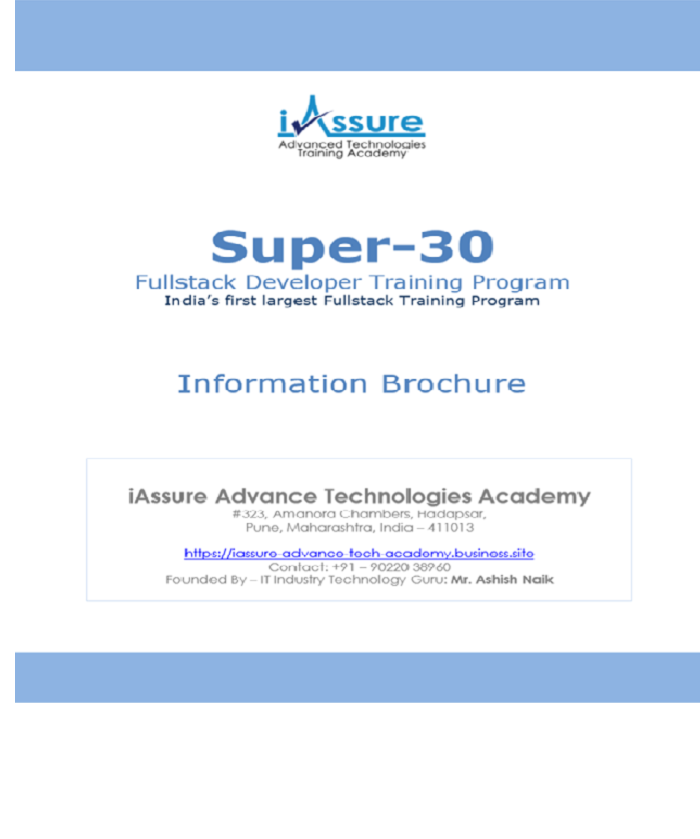 iAssure
Advanced Technologies
Training Academy
Super-30
Fullstack Developer Training Program
India's first largest Fullstack Training Program
Information Brochure
iAssure Advance Technologies Academy
#323, Amanora Chambers, Hadapsar,
Pune, Maharashtra, India – 411013
https://iassure-advance-tech-academy.business.site
Contact: +91 – 90220 38960
Founded By – IT Industry Technology Guru: Mr. Ashish Naik